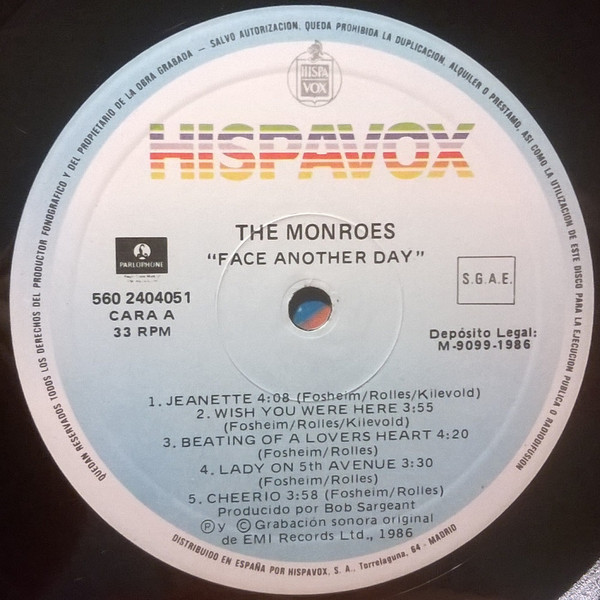 QUEDAN RESERVADOS TODOS LOS DERECHOS DEL PRODUCTOR FONOGRAFICO Y DEL PROPIETARIO DE LA OBRA GRABADA — SALVO AUTORIZACION, QUEDA PROHIBIDA LA DUPLICACION, ALQUILER O PRESTAMO, ASI COMO LA UTILIZACION DE ESTE DISCO PARA LA EJECUCION PUBLICA O RADIODIFUSION
HISPA
VOX
HISPAVOX
THE MONROES
"FACE ANOTHER DAY"
PARLOPHONE
S.G.A.E.
560 2404051
CARA A
33 RPM
Depósito Legal:
M-9099-1986
1. JEANETTE 4:08 (Fosheim/Rolles/Kilevold)
2. WISH YOU WERE HERE 3:55
(Fosheim/Rolles/Kilevold)
3. BEATING OF A LOVERS HEART 4:20
(Fosheim/Rolles)
4. LADY ON 5th AVENUE 3:30
(Fosheim/Rolles)
5. CHEERIO 3:58 (Fosheim/Rolles)
Producido por Bob Sargeant
Ⓟ y © Grabación sonora original
de EMI Records Ltd., 1986
DISTRIBUIDO EN ESPAÑA POR HISPAVOX, S. A., Torrelaguna, 64 - MADRID